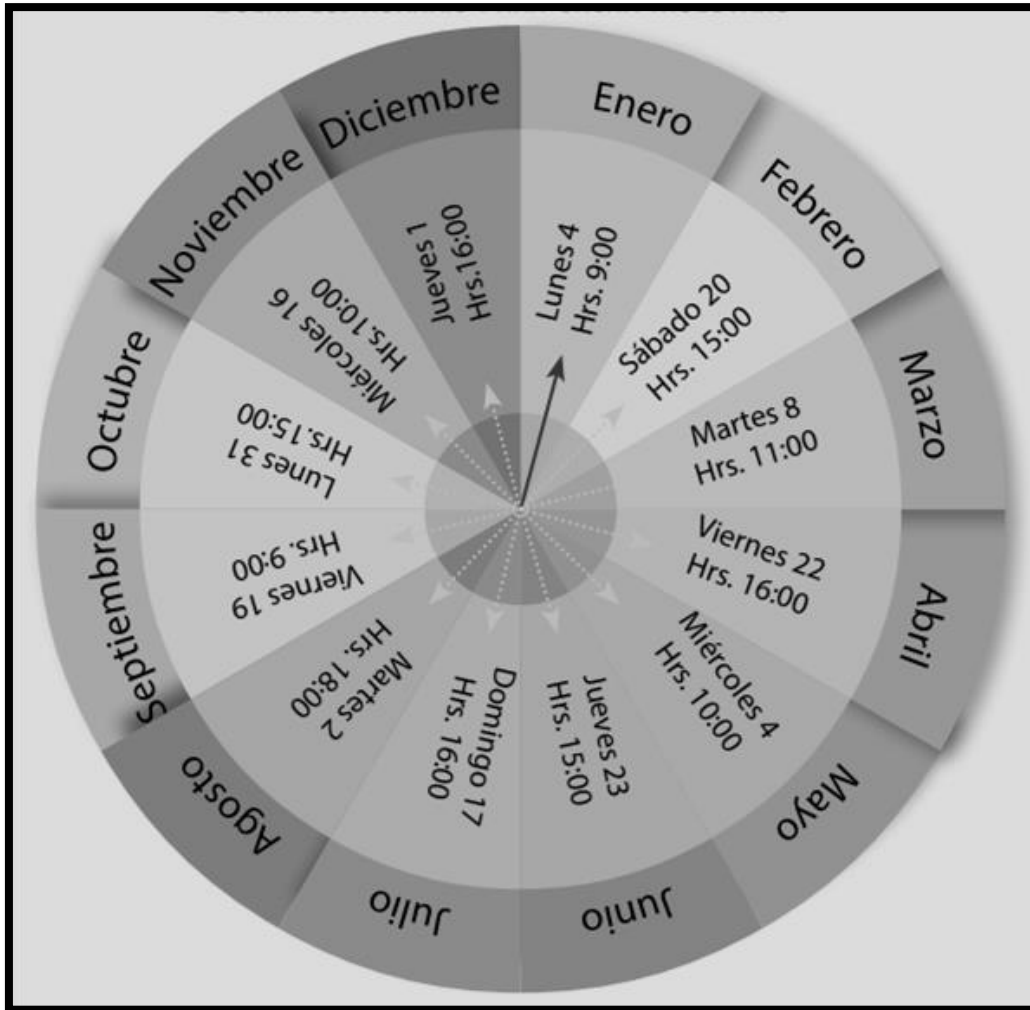 Enero
Lunes 4
Hrs. 9:00
Febrero
Sábado 20
Hrs. 15:00
Marzo
Martes 8
Hrs. 11:00
Abril
Viernes 22
Hrs. 16:00
Mayo
Miércoles 4
Hrs. 10:00
Junio
Jueves 23
Hrs. 15:00
Julio
Domingo 17
Hrs. 16:00
Agosto
Martes 2
Hrs. 18:00
Septiembre
Viernes 19
Hrs. 9:00
Octubre
Lunes 31
Hrs.15:00
Noviembre
Miércoles 16
Hrs.10:00
Diciembre
Jueves 1
Hrs.16:00